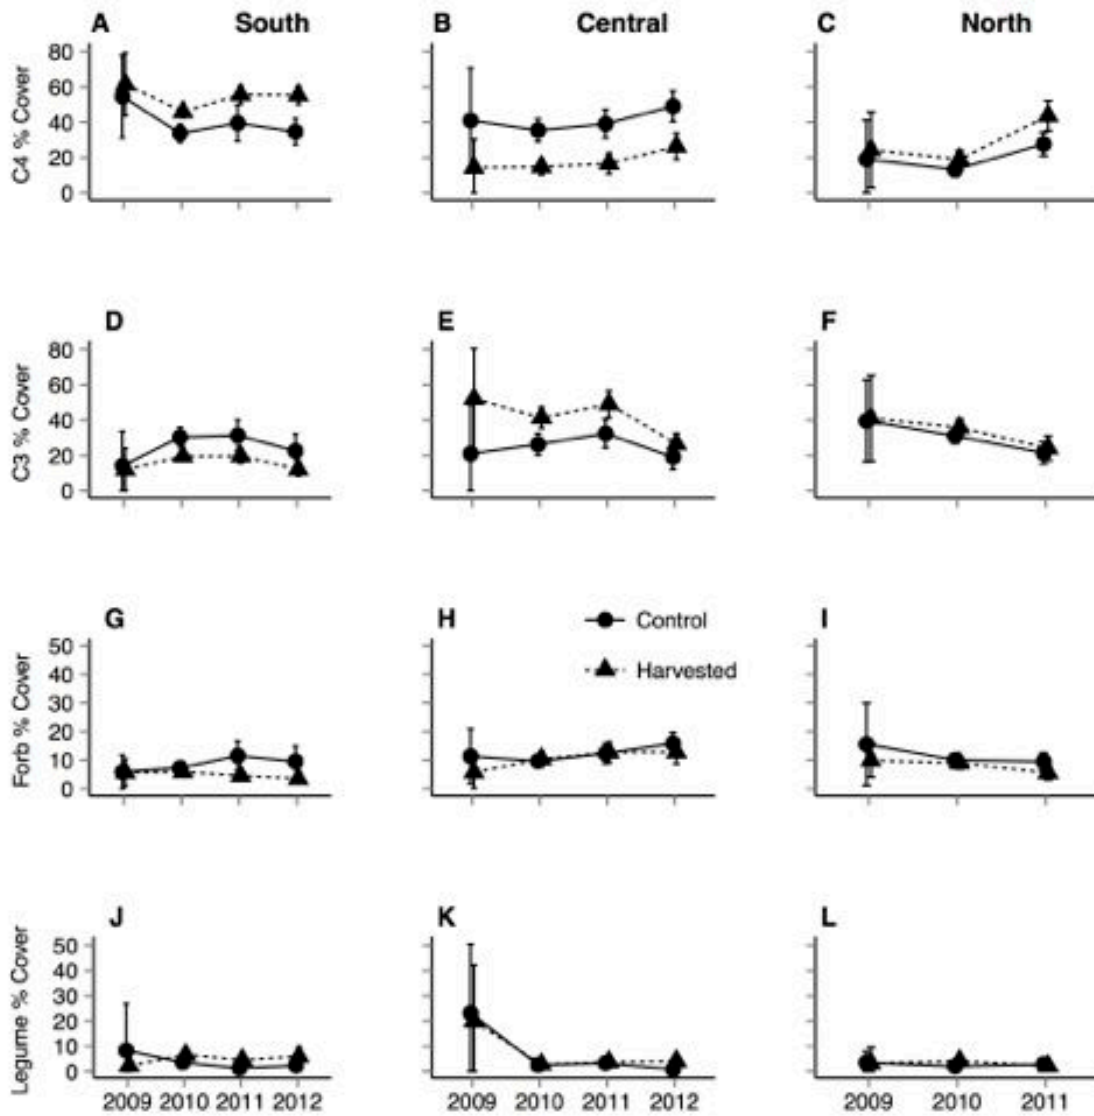 A South B Central C North
C4 % Cover
80
60
40
20
0
D E F
C3 % Cover
80
60
40
20
0
G H I
Control
Harvested
Forb % Cover
50
40
30
20
10
0
J K L
Legume % Cover
50
40
30
20
10
0
2009 2010 2011 2012 2009 2010 2011 2012 2009 2010 2011